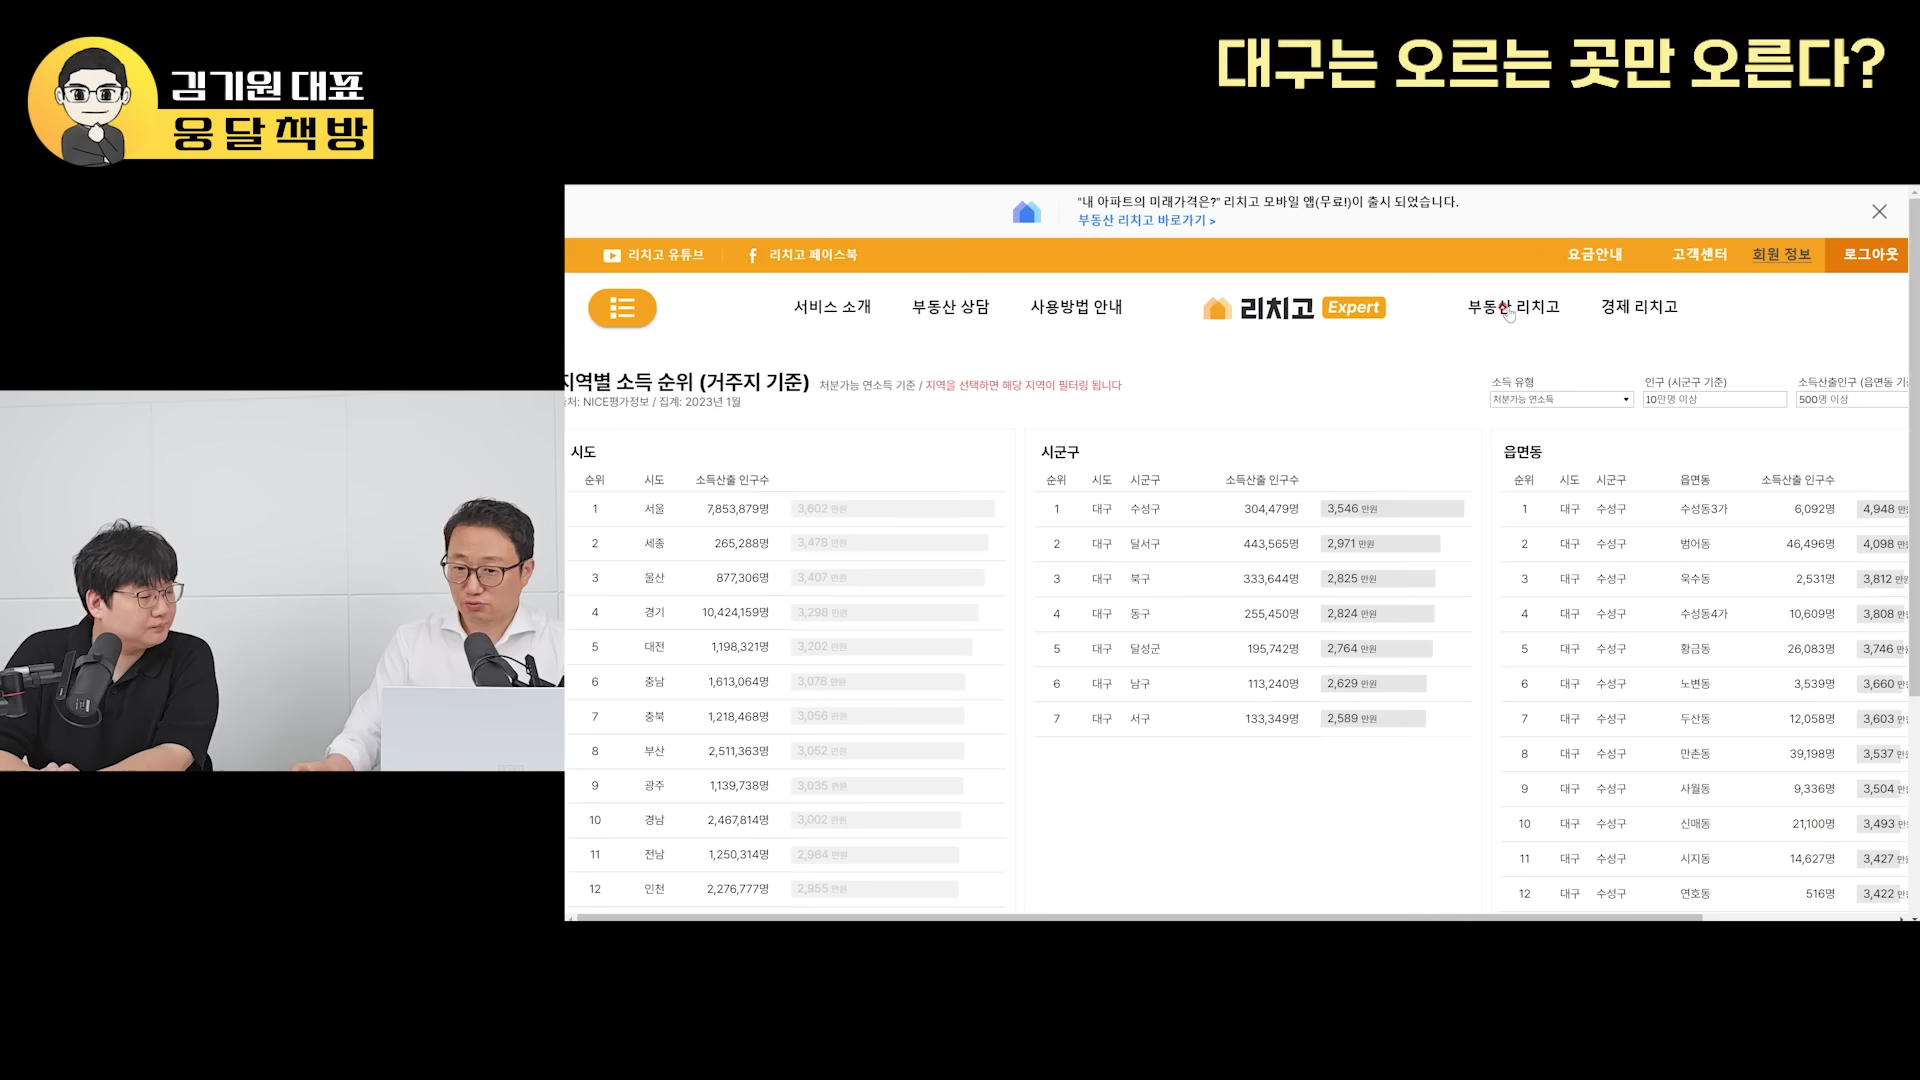 김기원 대표
웅달책방
대구는 오르는 곳만 오른다?
"내 아파트의 미래가격은?" 리치고 모바일 앱(무료!)이 출시 되었습니다.
부동산 리치고 바로가기 >
리치고 유튜브 리치고 페이스북 요금안내 고객센터 회원 정보 로그아웃
서비스 소개 부동산 상담 사용방법 안내 리치고 Expert 부동산 리치고 경제 리치고
지역별 소득 순위 (거주지 기준) 처분가능 연소득 기준 / 지역을 선택하면 해당 지역이 필터링 됩니다
출처: NICE평가정보 / 집계: 2023년 1월
소득 유형 인구 (시군구 기준) 소득산출인구 (읍면동
처분가능 연소득 10만명 이상 500명 이상
시도
순위 시도 소득산출 인구수
1 서울 7,853,879명 3,602 만원
2 세종 265,288명 3,478 만원
3 울산 877,306명 3,407 만원
4 경기 10,424,159명 3,298 만원
5 대전 1,198,321명 3,202 만원
6 충남 1,613,064명 3,078 만원
7 충북 1,218,468명 3,056 만원
8 부산 2,511,363명 3,052 만원
9 광주 1,139,738명 3,035 만원
10 경남 2,467,814명 3,002 만원
11 전남 1,250,314명 2,964 만원
12 인천 2,276,777명 2,955 만원
시군구
순위 시도 시군구 소득산출 인구수
1 대구 수성구 304,479명 3,546 만원
2 대구 달서구 443,565명 2,971 만원
3 대구 북구 333,644명 2,825 만원
4 대구 동구 255,450명 2,824 만원
5 대구 달성군 195,742명 2,764 만원
6 대구 남구 113,240명 2,629 만원
7 대구 서구 133,349명 2,589 만원
읍면동
순위 시도 시군구 읍면동 소득산출 인구수
1 대구 수성구 수성동3가 6,092명 4,948 만
2 대구 수성구 범어동 46,496명 4,098 만
3 대구 수성구 욱수동 2,531명 3,812 만
4 대구 수성구 수성동4가 10,609명 3,808 만
5 대구 수성구 황금동 26,083명 3,746 만
6 대구 수성구 노변동 3,539명 3,660 만
7 대구 수성구 두산동 12,058명 3,603 만
8 대구 수성구 만촌동 39,198명 3,537 만
9 대구 수성구 사월동 9,336명 3,504 만
10 대구 수성구 신매동 21,100명 3,493 만
11 대구 수성구 시지동 14,627명 3,427 만
12 대구 수성구 연호동 516명 3,422 만